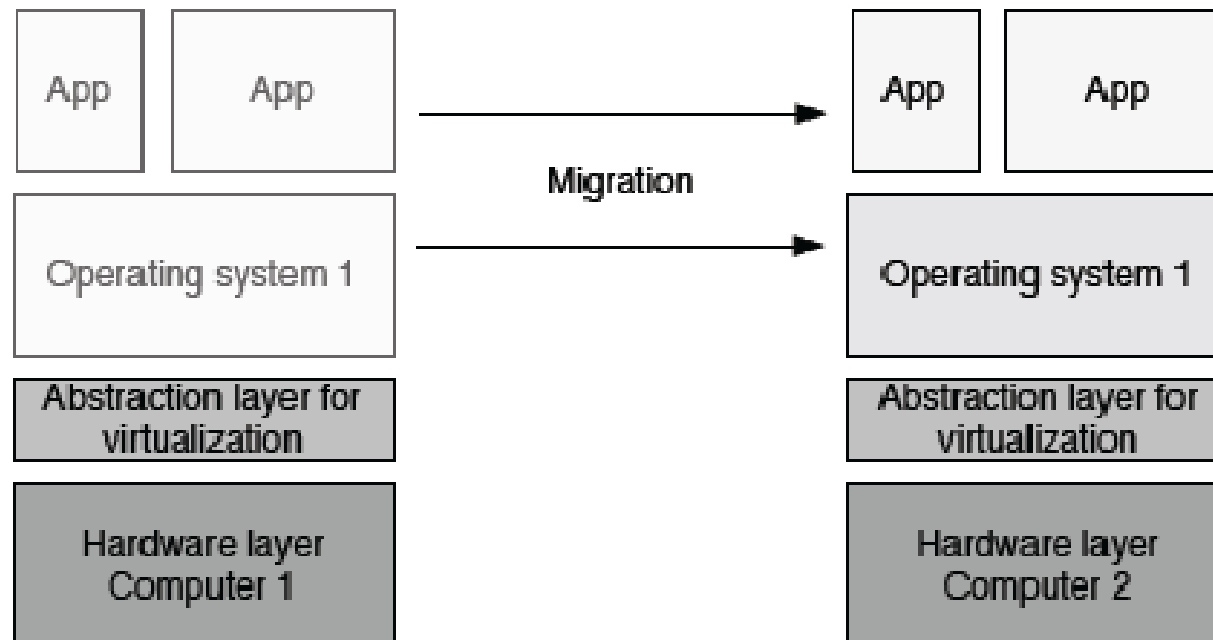 App
App
App
App
Migration
Operating system 1
Operating system 1
Abstraction layer for
virtualization
Abstraction layer for
virtualization
Hardware layer
Computer 1
Hardware layer
Computer 2